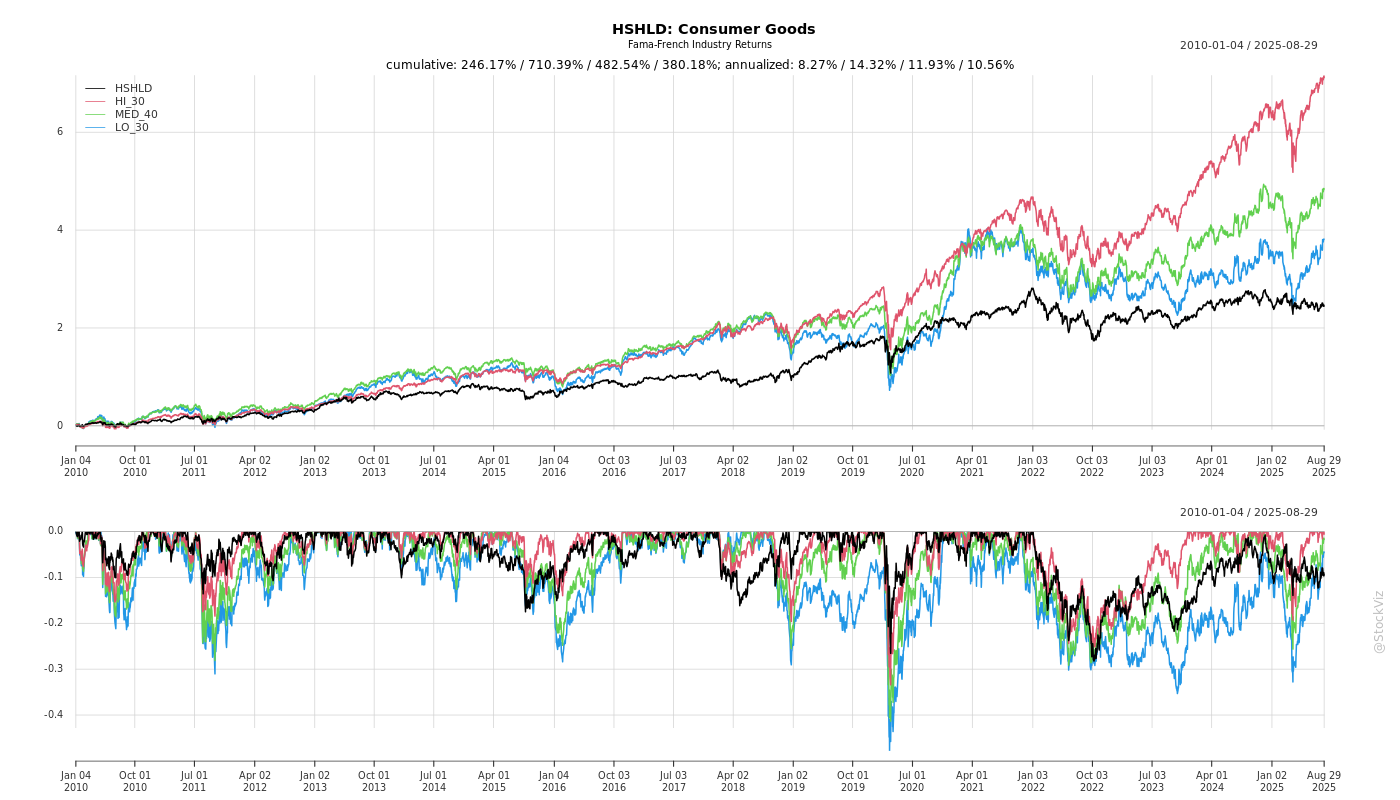 HSHLD: Consumer Goods
Fama-French Industry Returns
2010-01-04 / 2025-08-29
cumulative: 246.17% / 710.39% / 482.54% / 380.18%; annualized: 8.27% / 14.32% / 11.93% / 10.56%
HSHLD
HI_30
MED_40
LO_30
6
4
2
0
Jan 04 Oct 01 Jul 01 Apr 02 Jan 02 Oct 01 Jul 01 Apr 01 Jan 04 Oct 03 Jul 03 Apr 02 Jan 02 Oct 01 Jul 01 Apr 01 Jan 03 Oct 03 Jul 03 Apr 01 Jan 02 Aug 29
2010 2010 2011 2012 2013 2013 2014 2015 2016 2016 2017 2018 2019 2019 2020 2021 2022 2022 2023 2024 2025 2025
2010-01-04 / 2025-08-29
0.0
-0.1
-0.2
-0.3
-0.4
Jan 04 Oct 01 Jul 01 Apr 02 Jan 02 Oct 01 Jul 01 Apr 01 Jan 04 Oct 03 Jul 03 Apr 02 Jan 02 Oct 01 Jul 01 Apr 01 Jan 03 Oct 03 Jul 03 Apr 01 Jan 02 Aug 29
2010 2010 2011 2012 2013 2013 2014 2015 2016 2016 2017 2018 2019 2019 2020 2021 2022 2022 2023 2024 2025 2025
@StockViz